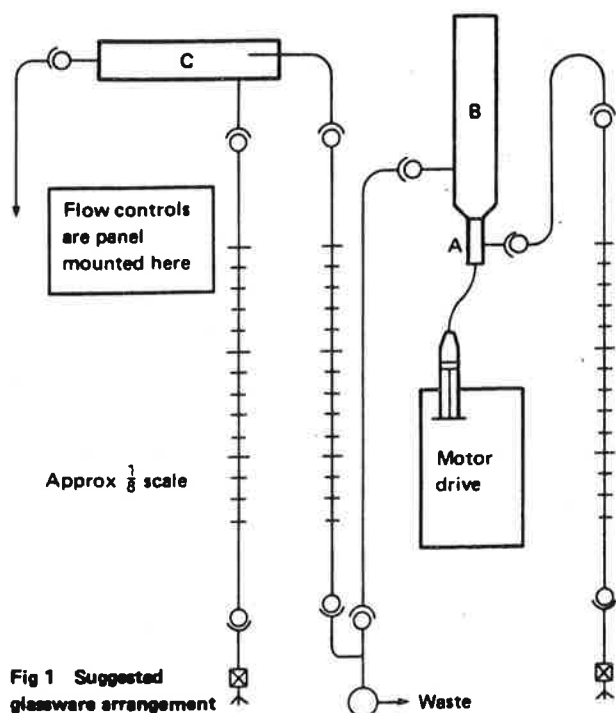 C
B
A
Flow controls
are panel
mounted here
Motor
drive
Approx 1/8 scale
Fig 1 Suggested
glassware arrangement
Waste